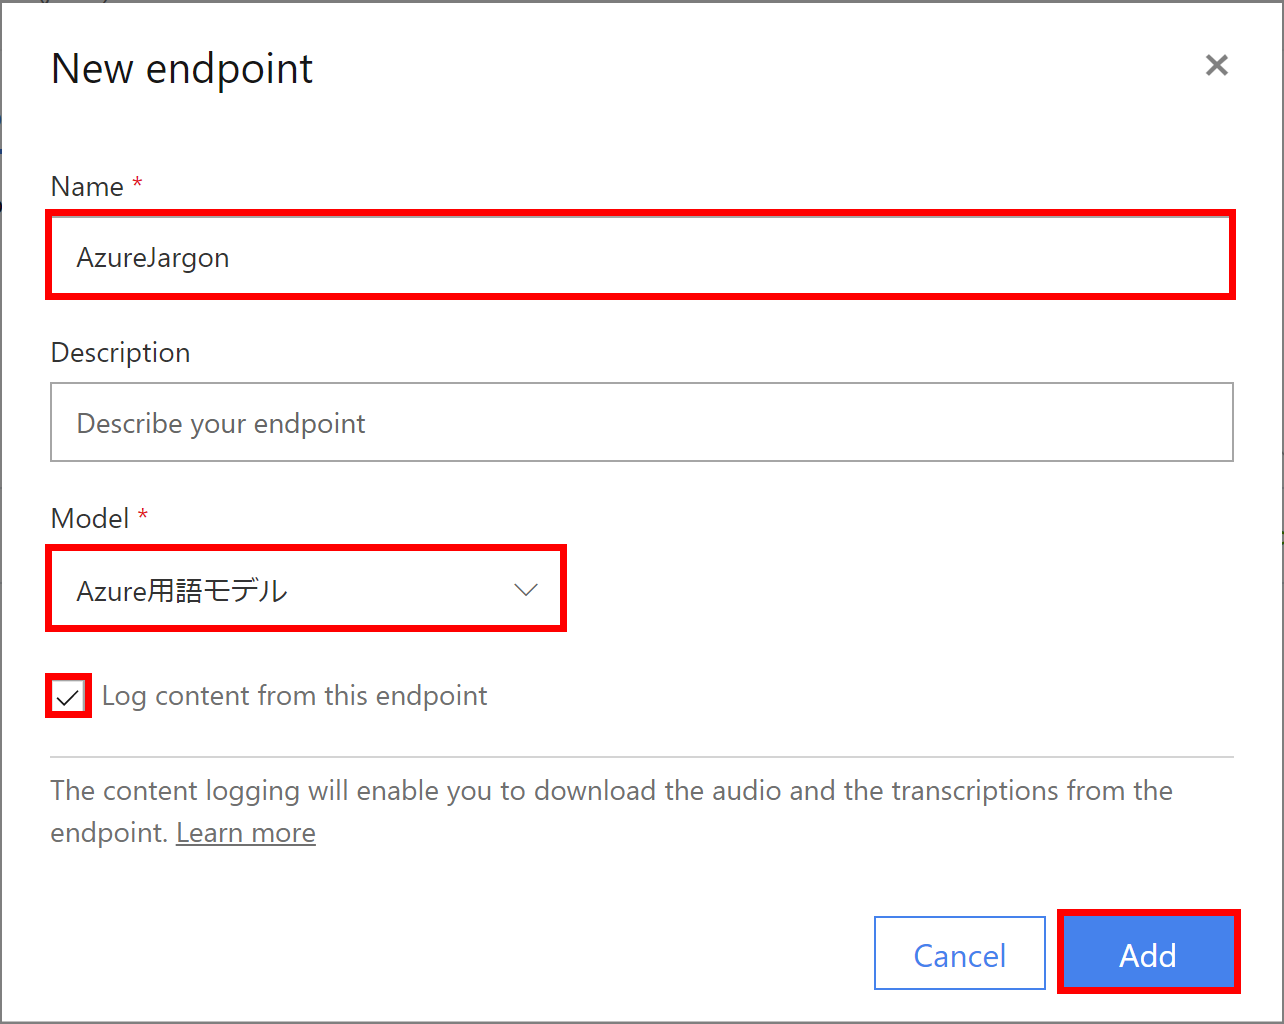 New endpoint
Name *
AzureJargon
Description
Describe your endpoint
Model *
Azure用語モデル
Log content from this endpoint
The content logging will enable you to download the audio and the transcriptions from the
endpoint. Learn more
Cancel
Add